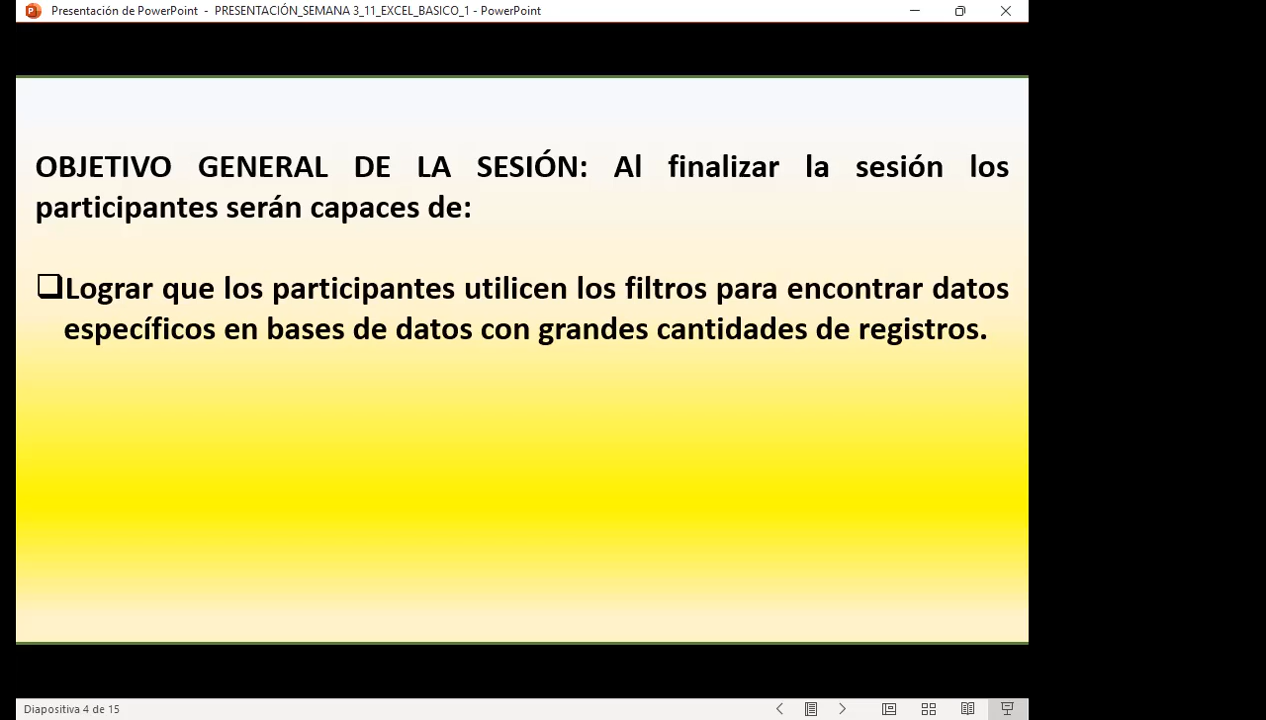 Presentación de PowerPoint - PRESENTACIÓN_SEMANA 3_11_EXCEL_BASICO_1 - PowerPoint
OBJETIVO GENERAL DE LA SESIÓN: Al finalizar la sesión los
participantes serán capaces de:
Lograr que los participantes utilicen los filtros para encontrar datos
específicos en bases de datos con grandes cantidades de registros.
Diapositiva 4 de 15